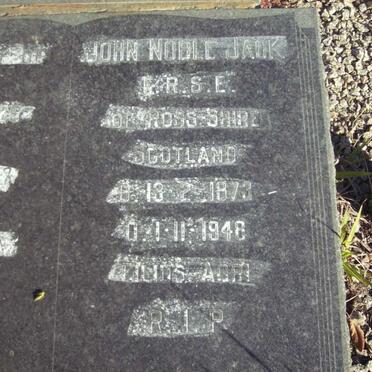 JOHN NOBLE JACK
F.R.S.E.
OF ROSS-SHIRE
SCOTLAND
B. 13·2·1873
D. 1·11·1948
R.I.P.